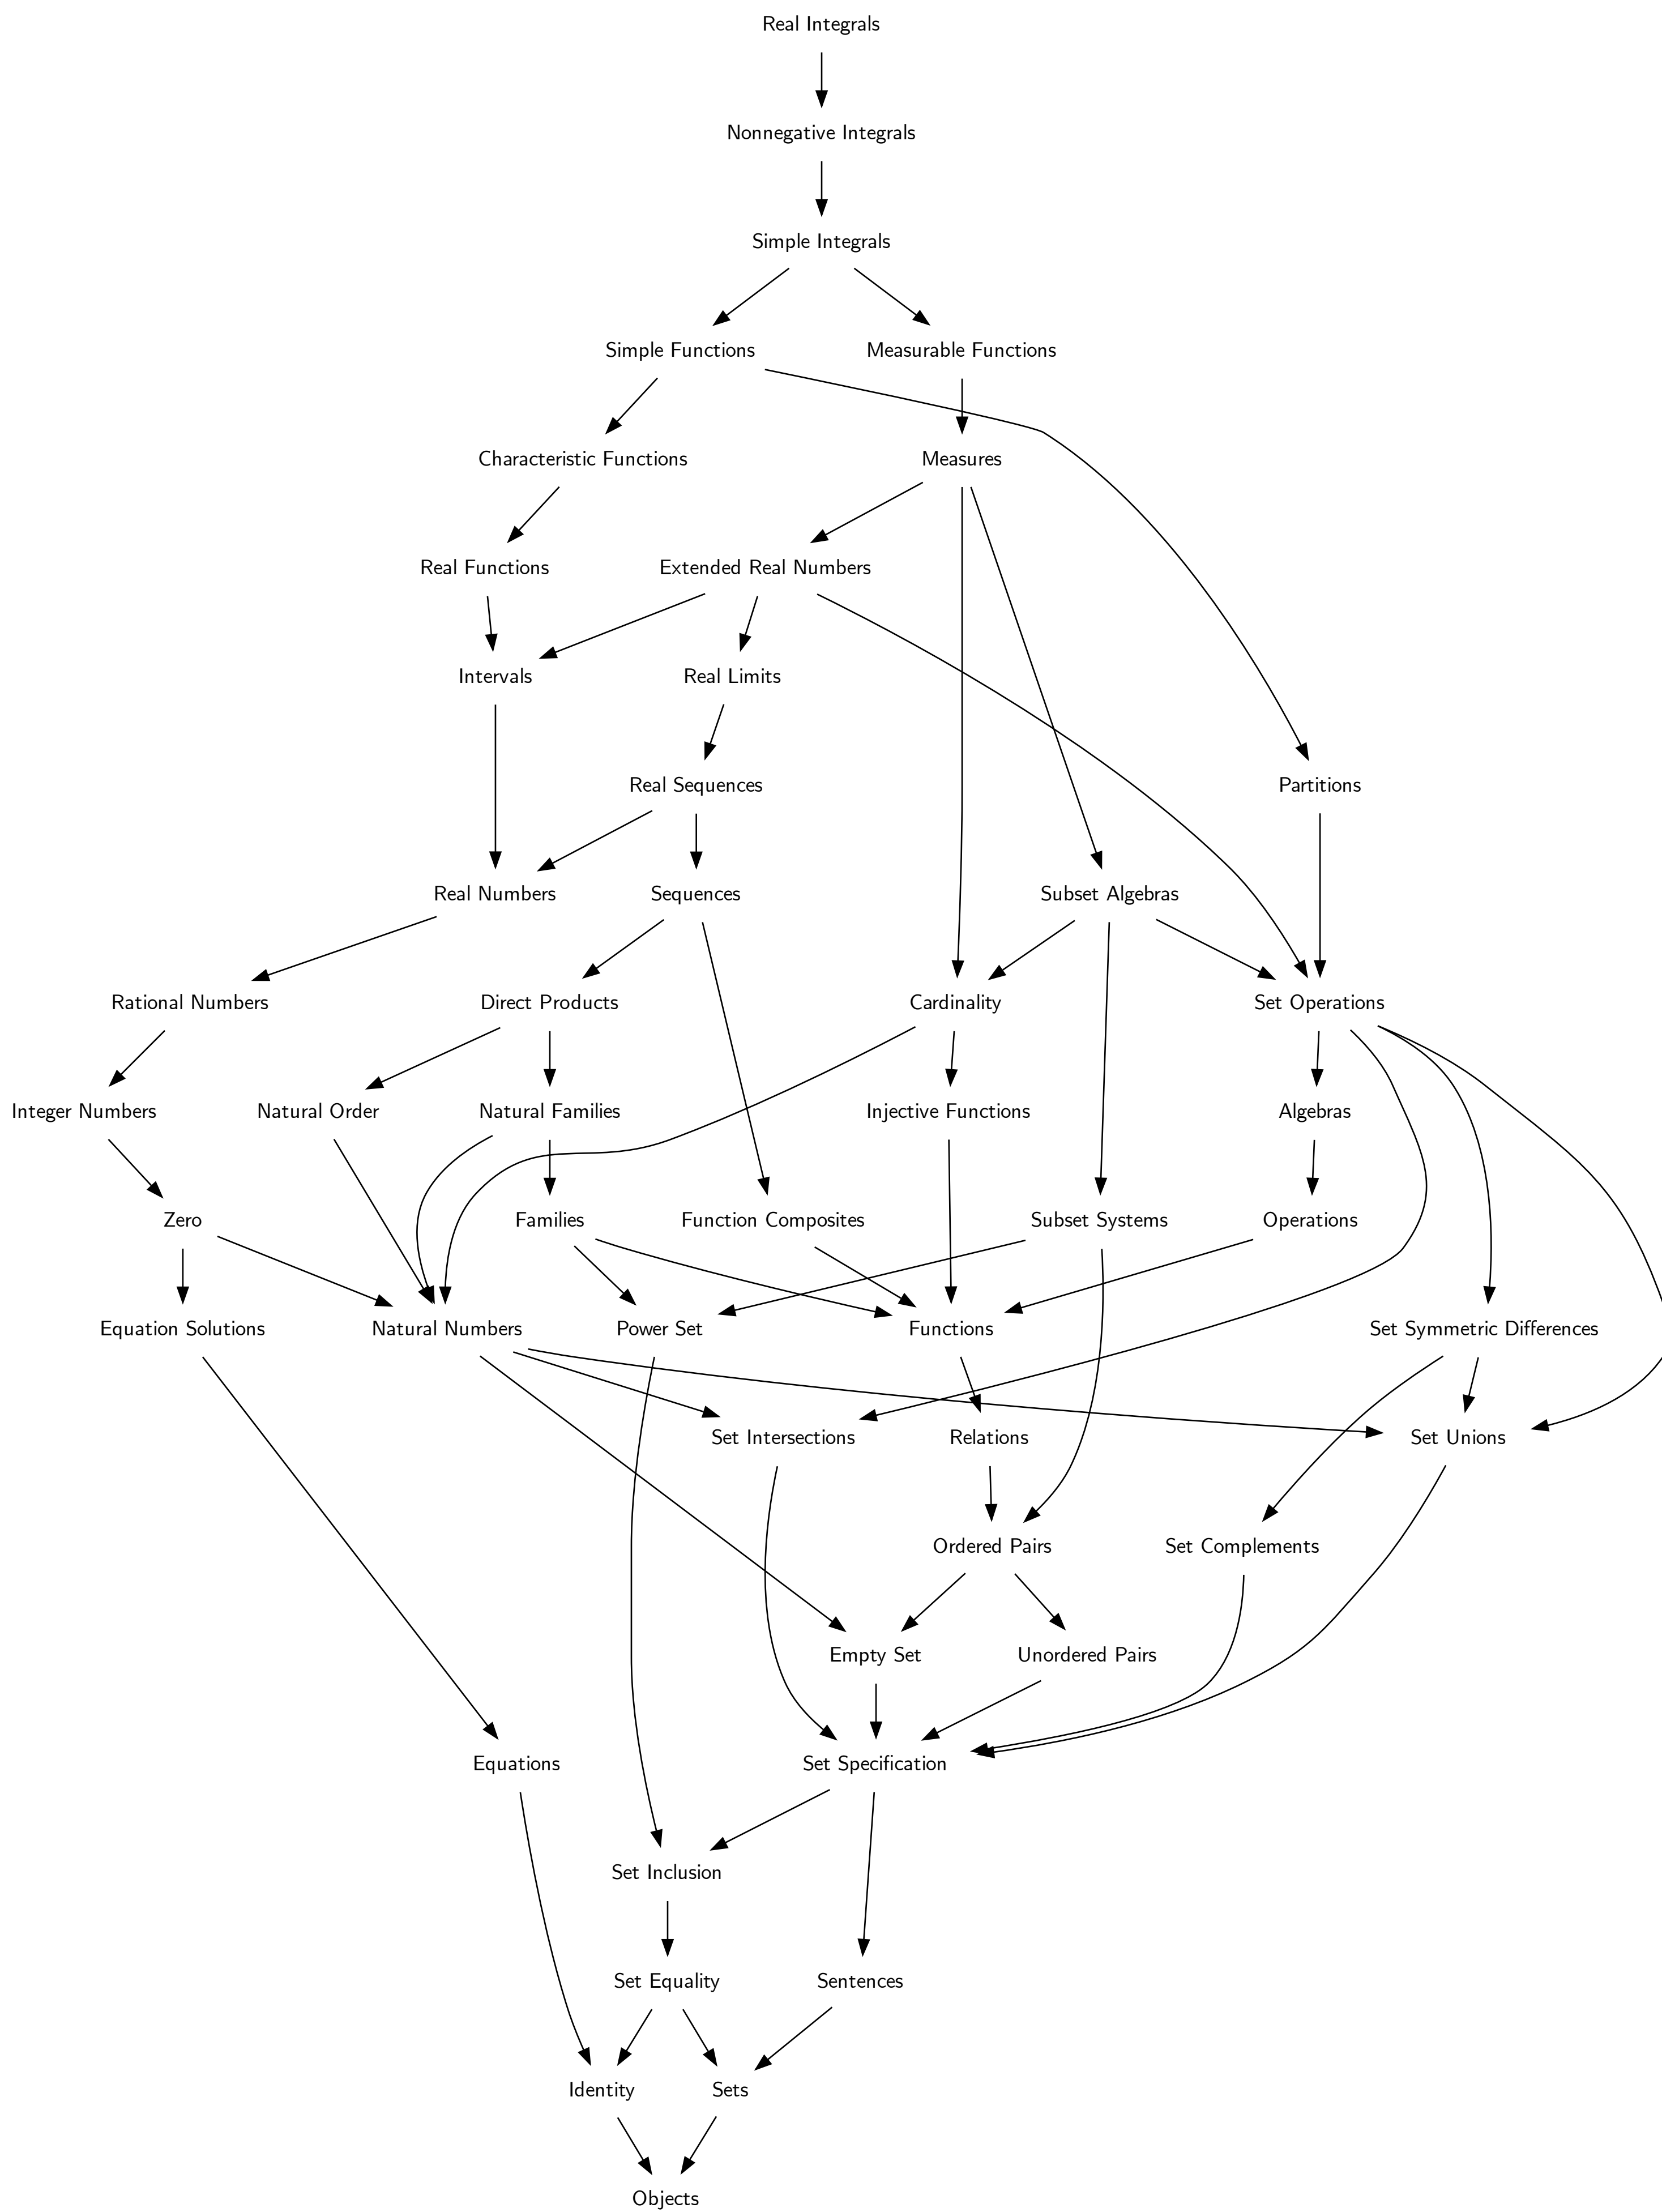 Real Integrals
Nonnegative Integrals
Simple Integrals
Simple Functions
Measurable Functions
Characteristic Functions
Measures
Real Functions
Extended Real Numbers
Intervals
Real Limits
Real Sequences
Partitions
Real Numbers
Sequences
Subset Algebras
Rational Numbers
Direct Products
Cardinality
Set Operations
Integer Numbers
Natural Order
Natural Families
Injective Functions
Algebras
Zero
Families
Function Composites
Subset Systems
Operations
Equation Solutions
Natural Numbers
Power Set
Functions
Set Symmetric Differences
Set Intersections
Relations
Set Unions
Ordered Pairs
Set Complements
Empty Set
Unordered Pairs
Equations
Set Specification
Set Inclusion
Set Equality
Sentences
Identity
Sets
Objects